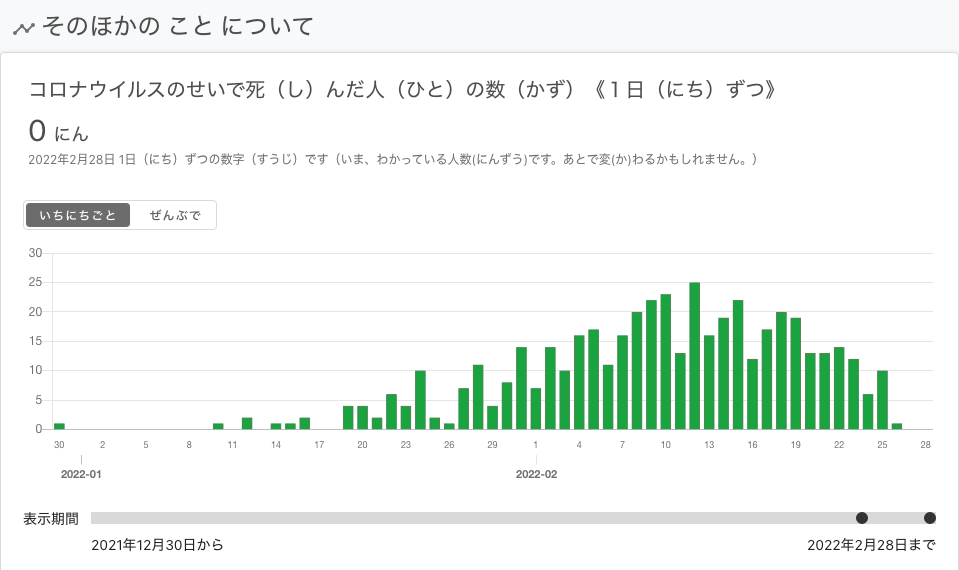 そのほかの こと について
コロナウイルスのせいで死（し）んだ人（ひと）の数（かず）《１日（にち）ずつ》
0 にん
2022年2月28日 1日（にち）ずつの数字（すうじ）です（いま、わかっている人数(にんずう)です。あとで変(か)わるかもしれません。）
いちにちごと ぜんぶで
30
25
20
15
10
5
0
30 2 5 8 11 14 17 20 23 26 29 1 4 7 10 13 16 19 22 25 28
2022-01 2022-02
表示期間
2021年12月30日から 2022年2月28日まで